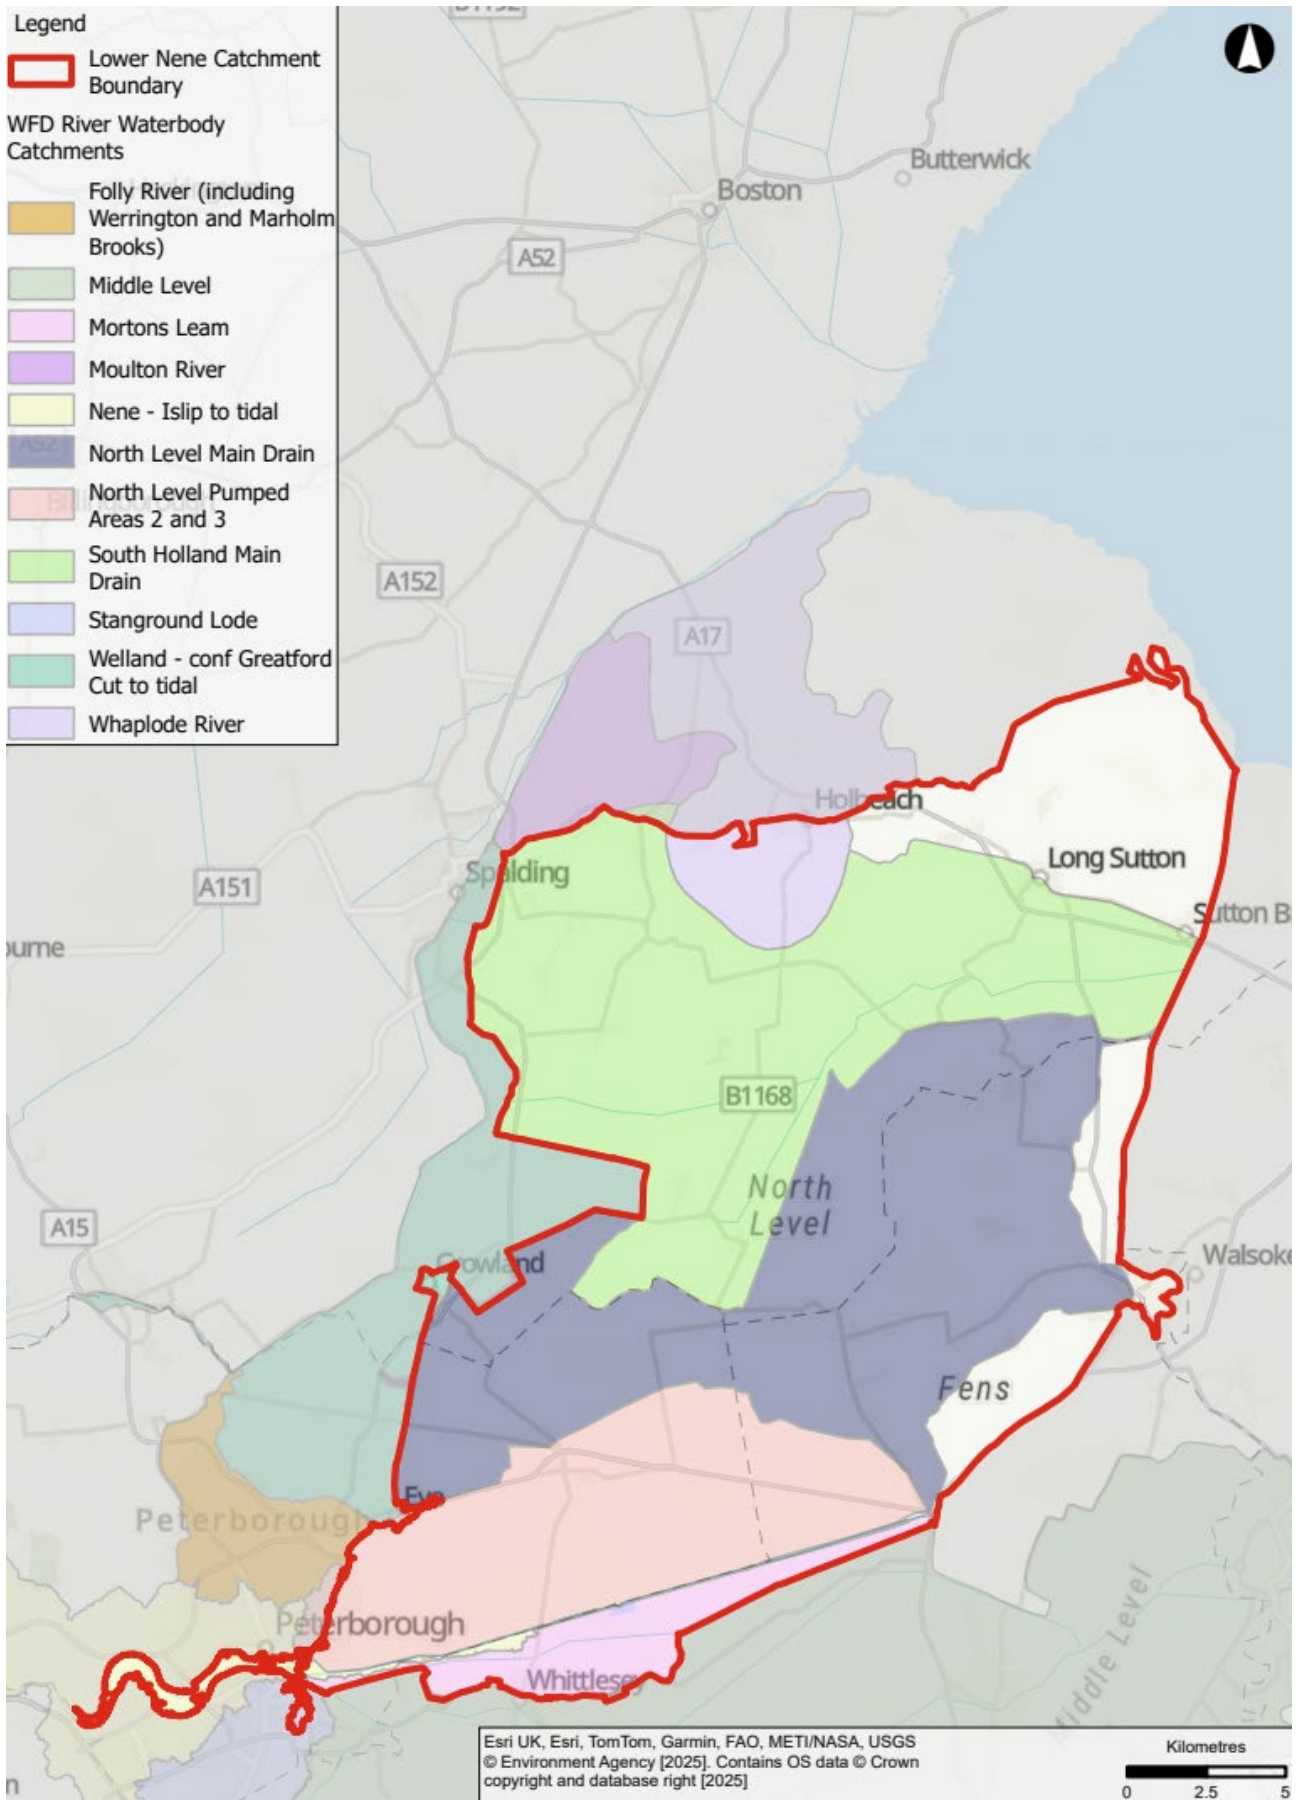 Legend
Lower Nene Catchment
Boundary
WFD River Waterbody
Catchments
Folly River (including
Werrington and Marholm
Brooks)
Middle Level
Mortons Leam
Moulton River
Nene - Islip to tidal
North Level Main Drain
North Level Pumped
Areas 2 and 3
South Holland Main
Drain
Stanground Lode
Welland - conf Greatford
Cut to tidal
Whaplode River
A52
Butterwick
Boston
A52
A152
A17
Holbeach
Long Sutton
Spalding
A151
Sutton B
ourne
B1168
North
Level
A15
Crowland
Walsoke
Fens
Eye
Peterborough
Peterborough
Whittlesey
Middle Level
n
Esri UK, Esri, TomTom, Garmin, FAO, METI/NASA, USGS
© Environment Agency [2025]. Contains OS data © Crown
copyright and database right [2025]
Kilometres
0 2.5 5